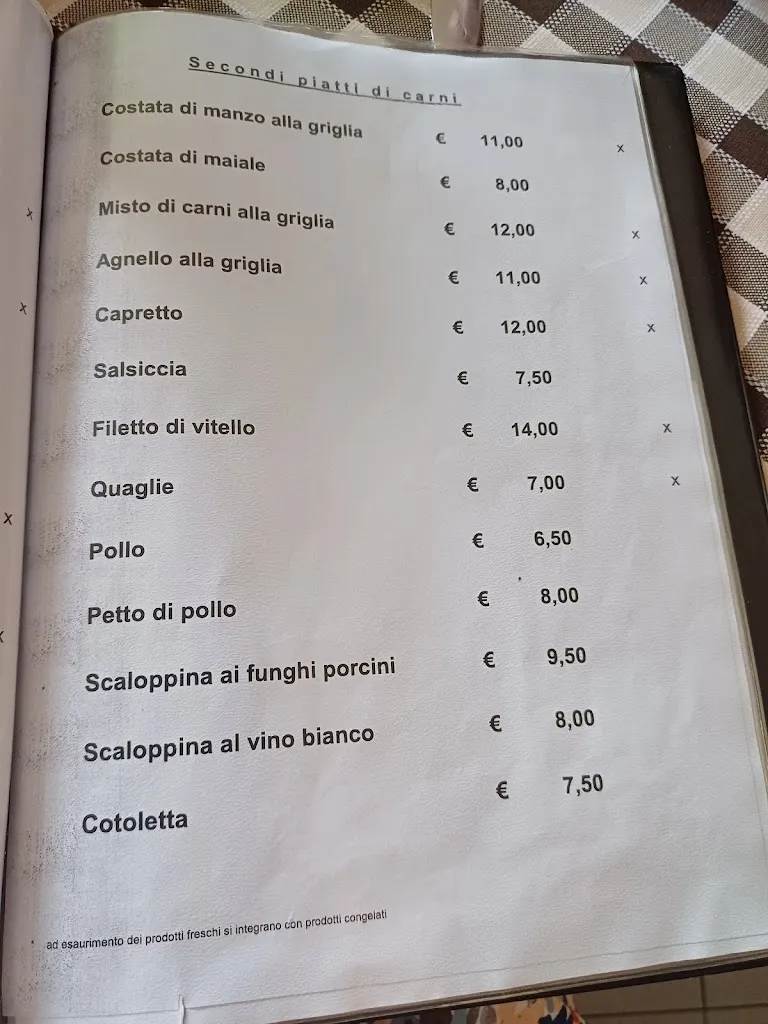 Secondi piatti di carni
Costata di manzo alla griglia € 11,00 x
Costata di maiale € 8,00
Misto di carni alla griglia € 12,00 x
Agnello alla griglia € 11,00 x
Capretto € 12,00 x
Salsiccia € 7,50
Filetto di vitello € 14,00 x
Quaglie € 7,00 x
Pollo € 6,50
Petto di pollo € 8,00
Scaloppina ai funghi porcini € 9,50
Scaloppina al vino bianco € 8,00
Cotoletta € 7,50
ad esaurimento dei prodotti freschi si integrano con prodotti congelati
x
x
x
x